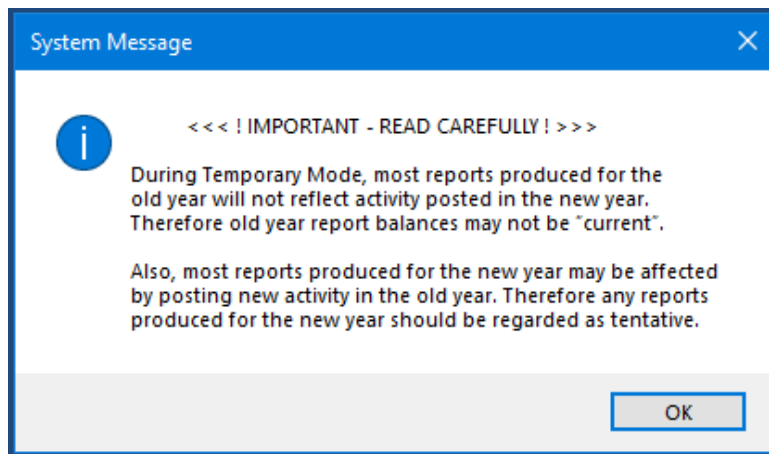 System Message
< < < ! IMPORTANT - READ CAREFULLY ! > > >
During Temporary Mode, most reports produced for the
old year will not reflect activity posted in the new year.
Therefore old year report balances may not be "current".
Also, most reports produced for the new year may be affected
by posting new activity in the old year. Therefore any reports
produced for the new year should be regarded as tentative.
OK